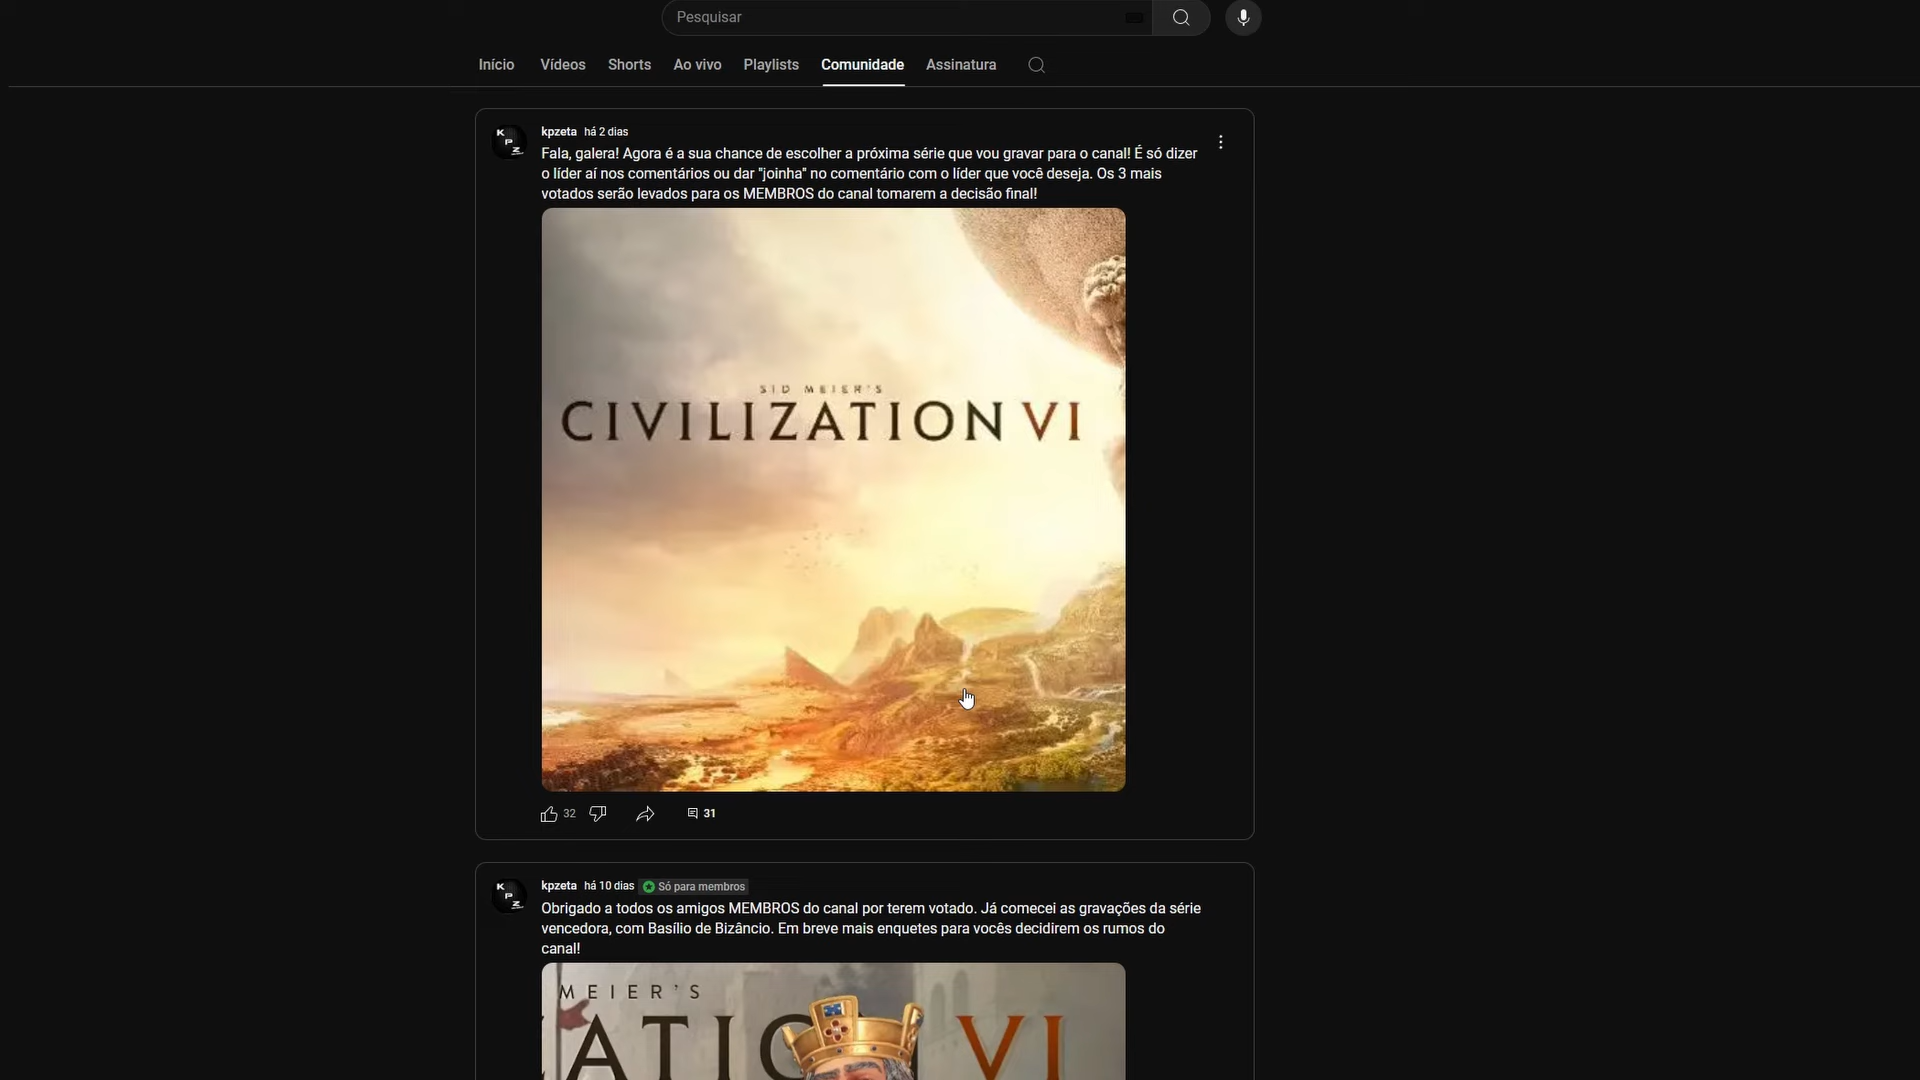 Pesquisar
Início Vídeos Shorts Ao vivo Playlists Comunidade Assinatura
K
P
Z
kpzeta há 2 dias
Fala, galera! Agora é a sua chance de escolher a próxima série que vou gravar para o canal! É só dizer
o líder aí nos comentários ou dar "joinha" no comentário com o líder que você deseja. Os 3 mais
votados serão levados para os MEMBROS do canal tomarem a decisão final!
SID MEIER'S
CIVILIZATION VI
32 31
K
P
Z
kpzeta há 10 dias Só para membros
Obrigado a todos os amigos MEMBROS do canal por terem votado. Já comecei as gravações da série
vencedora, com Basílio de Bizâncio. Em breve mais enquetes para vocês decidirem os rumos do
canal!
MEIER'S
ZATION VI